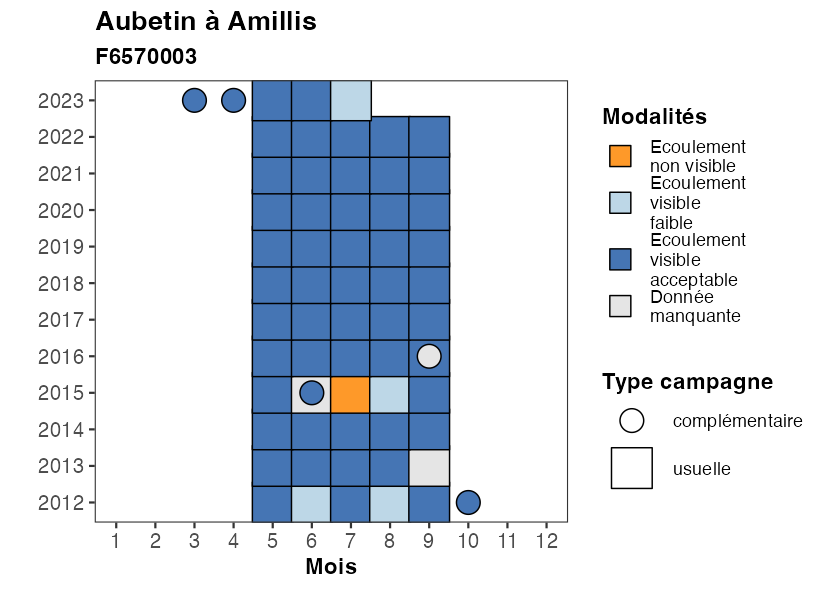 Aubetin à Amillis
F6570003
2023
2022
2021
2020
2019
2018
2017
2016
2015
2014
2013
2012
1 2 3 4 5 6 7 8 9 10 11 12
Mois
Modalités
Ecoulement
non visible
Ecoulement
visible
faible
Ecoulement
visible
acceptable
Donnée
manquante
Type campagne
complémentaire
usuelle